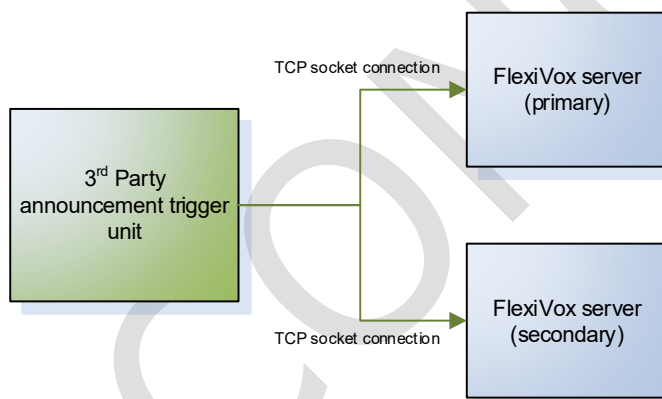 TCP socket connection
FlexiVox server
(primary)
3rd Party
announcement trigger
unit
FlexiVox server
(secondary)
TCP socket connection